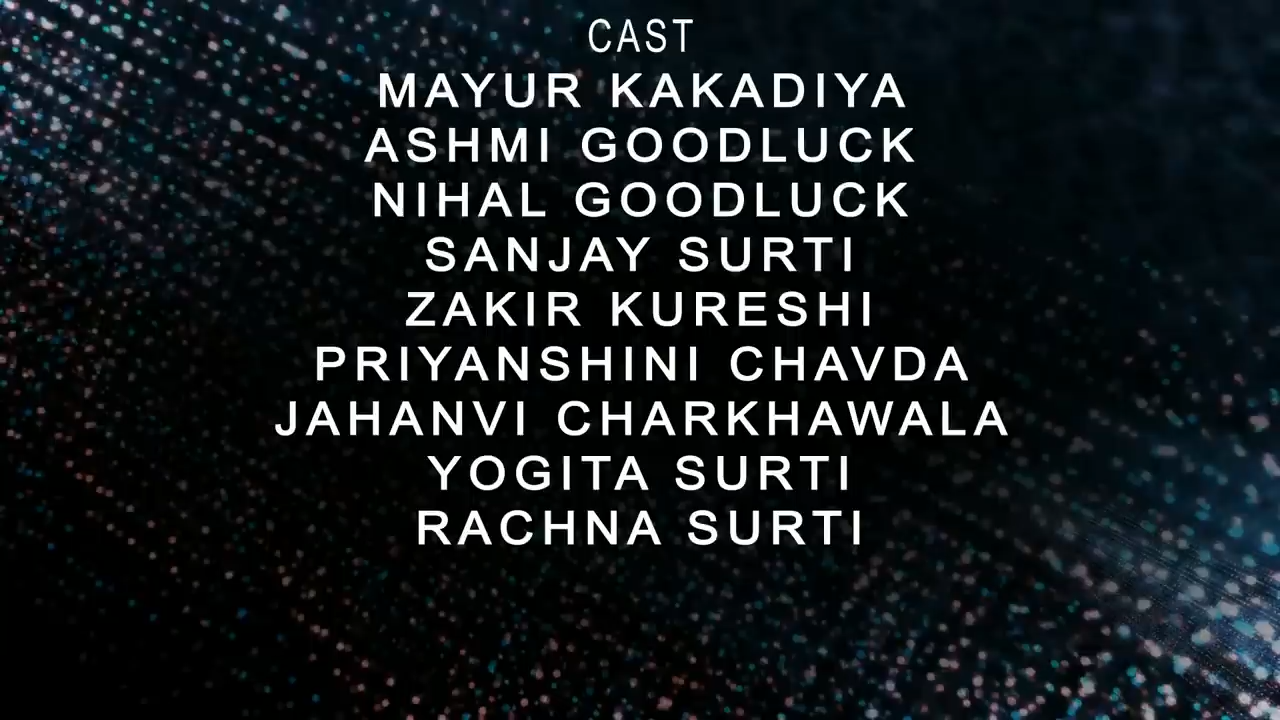 CAST
MAYUR KAKADIYA
ASHMI GOODLUCK
NIHAL GOODLUCK
SANJAY SURTI
ZAKIR KURESHI
PRIYANSHINI CHAVDA
JAHANVI CHARKHAWALA
YOGITA SURTI
RACHNA SURTI